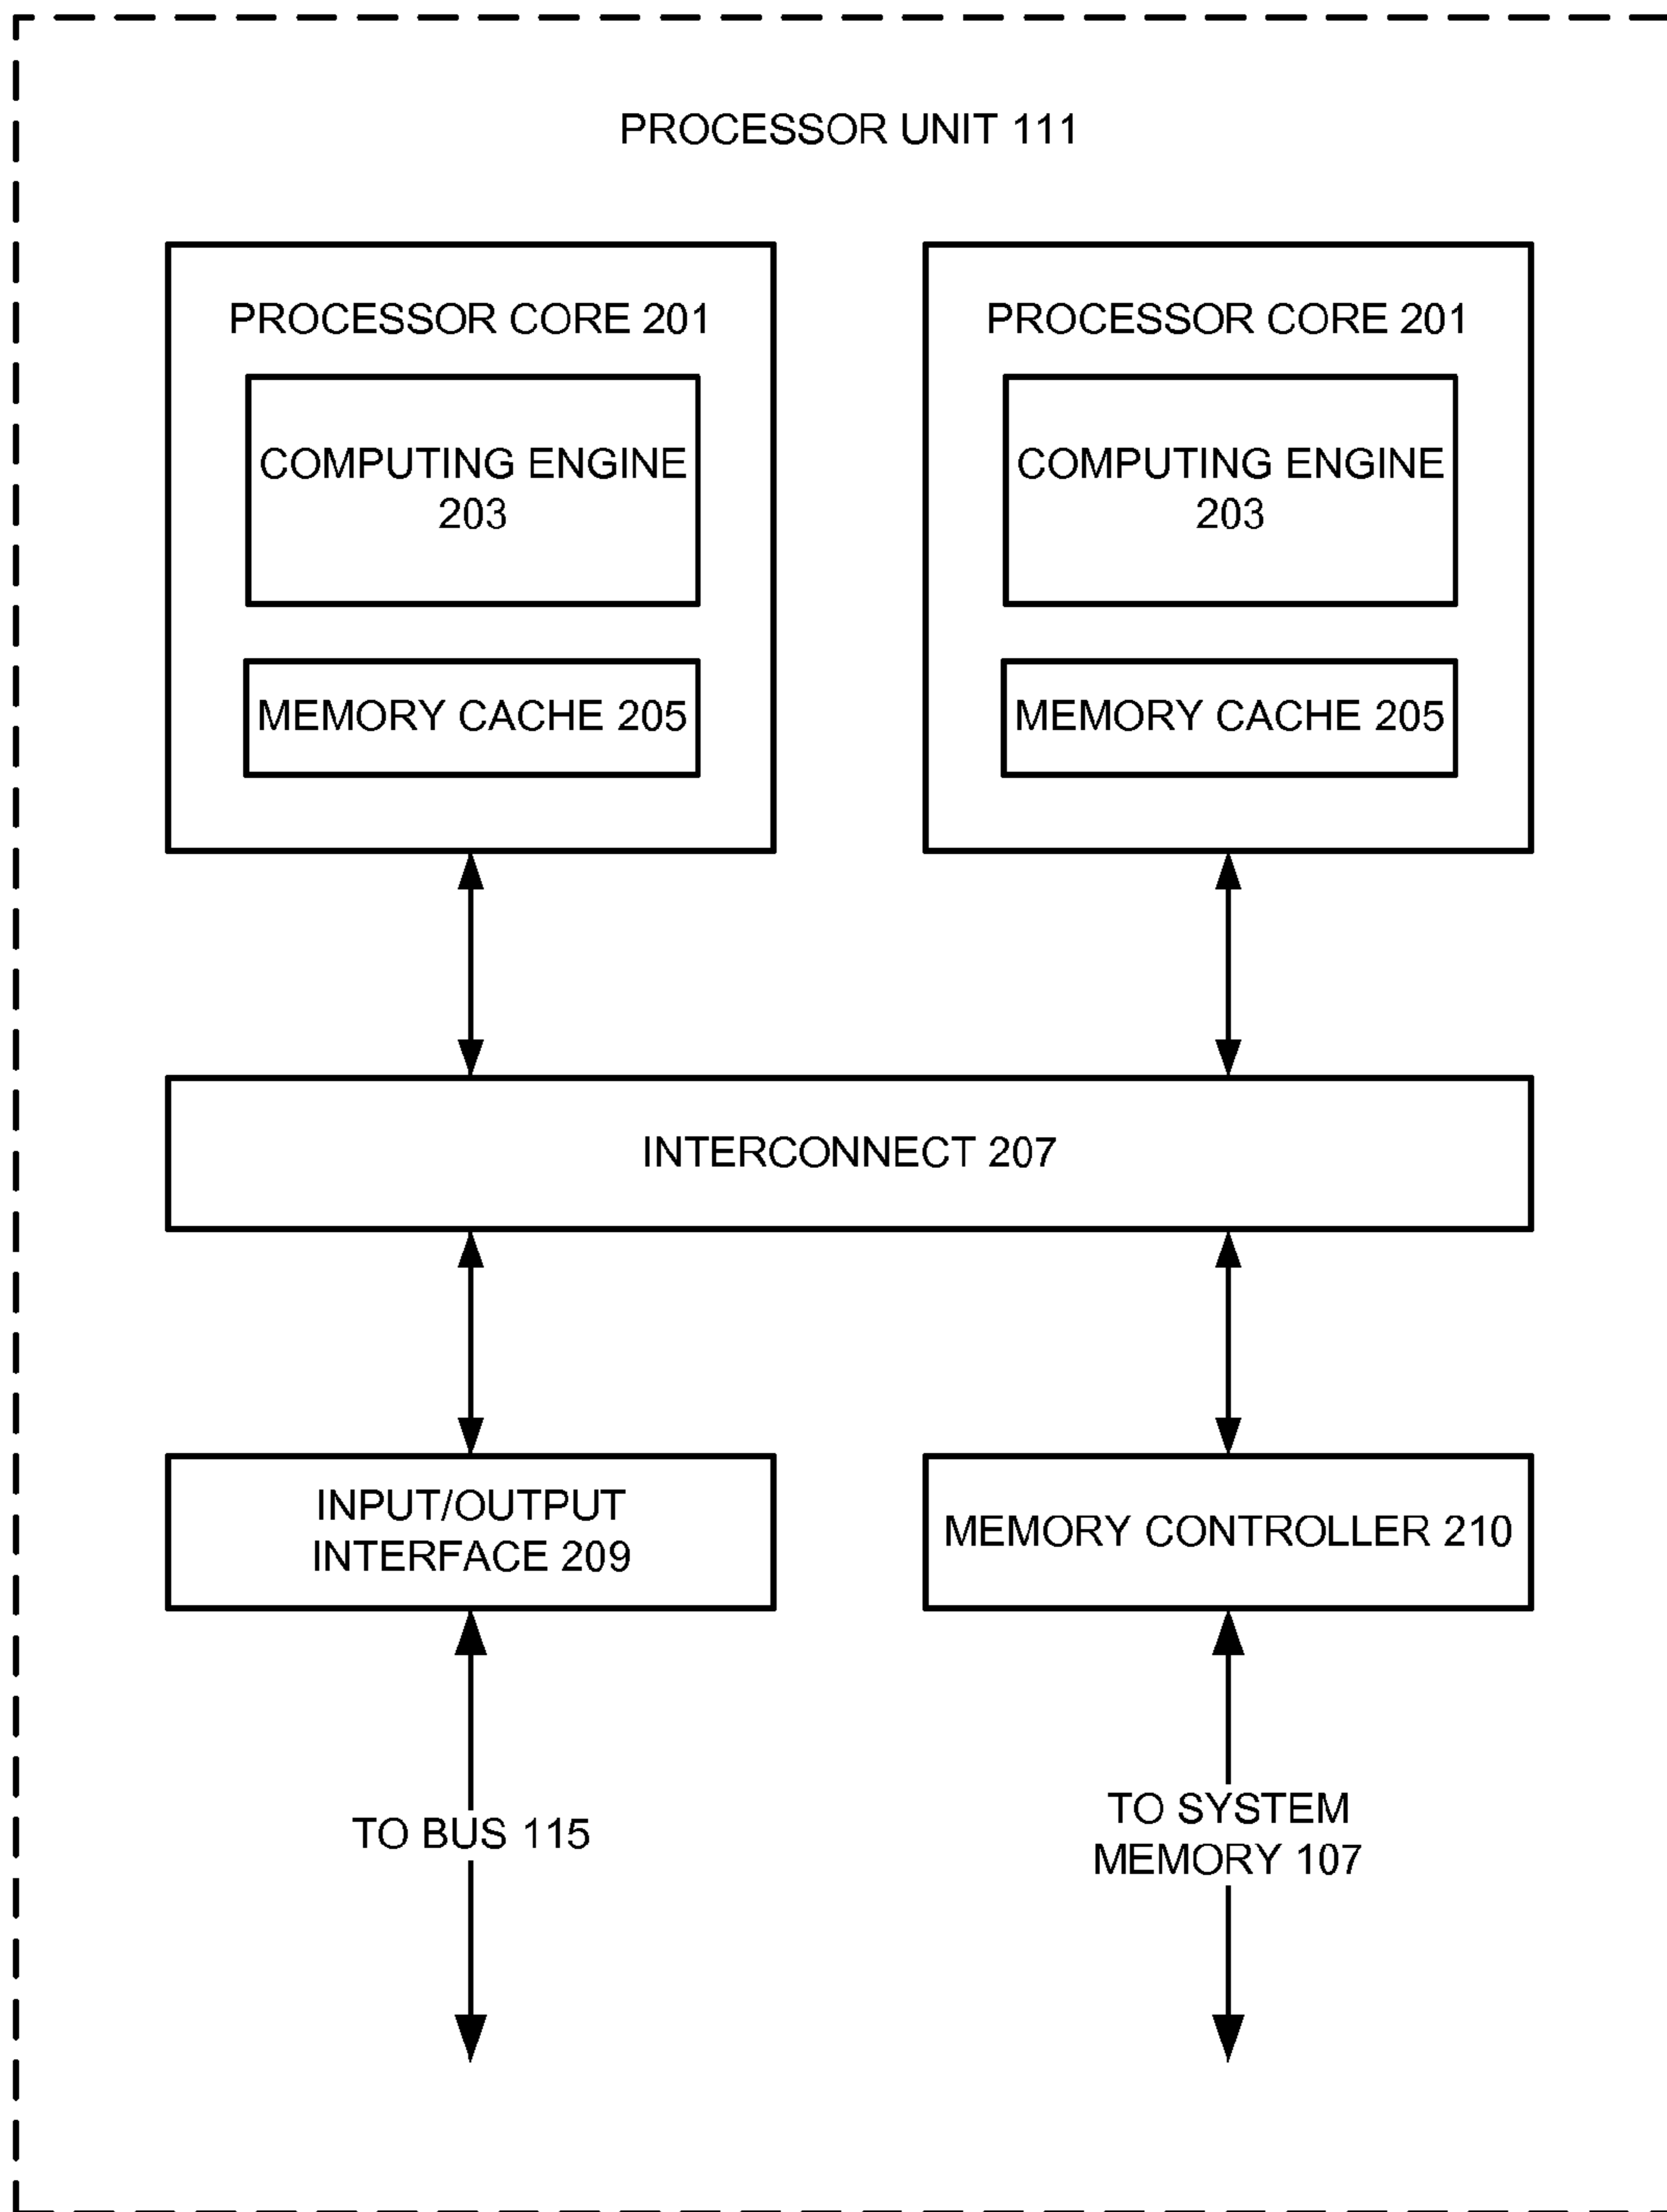 PROCESSOR UNIT 111
PROCESSOR CORE 201
COMPUTING ENGINE
203
MEMORY CACHE 205
PROCESSOR CORE 201
COMPUTING ENGINE
203
MEMORY CACHE 205
INTERCONNECT 207
INPUT/OUTPUT
INTERFACE 209
MEMORY CONTROLLER 210
TO BUS 115
TO SYSTEM
MEMORY 107